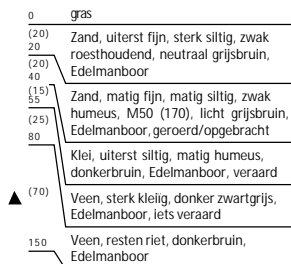 0 gras
(20) Zand, uiterst fijn, sterk siltig, zwak
20 roesthoudend, neutraal grijsbruin,
(20) Edelmanboor
40
(15) Zand, matig fijn, matig siltig, zwak
55 humeus, M50 (170), licht grijsbruin,
(25) Edelmanboor, geroerd/opgebracht
80 Klei, uiterst siltig, matig humeus,
donkerbruin, Edelmanboor, veraard
(70) Veen, sterk kleiïg, donker zwartgrijs,
Edelmanboor, iets veraard
150 Veen, resten riet, donkerbruin,
Edelmanboor